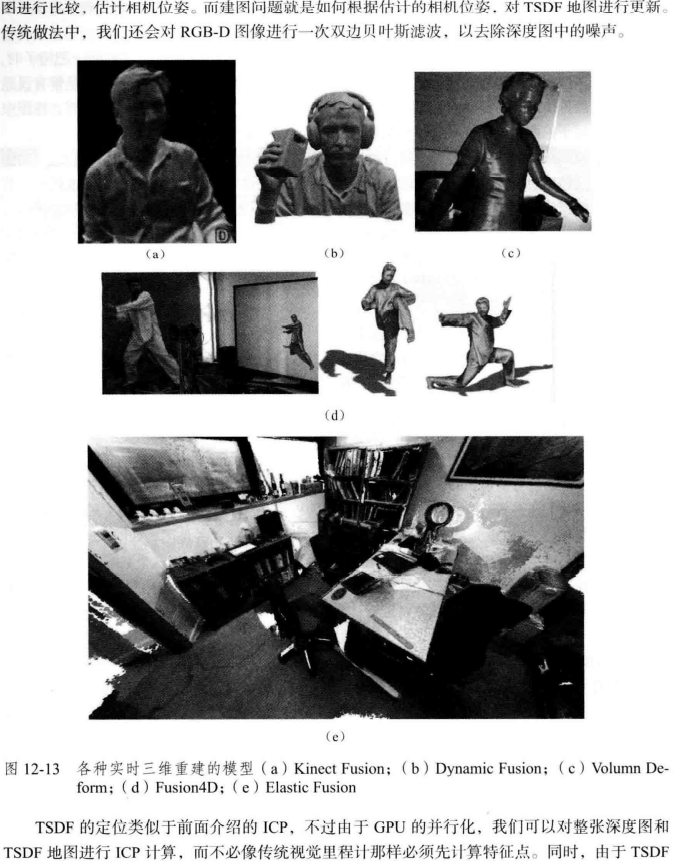 图进行比较，估计相机位姿。而建图问题就是如何根据估计的相机位姿，对 TSDF 地图进行更新。
传统做法中，我们还会对 RGB-D 图像进行一次双边贝叶斯滤波，以去除深度图中的噪声。
D
（a）
（b）
（c）
（d）
（e）
图 12-13 各种实时三维重建的模型（a）Kinect Fusion；（b）Dynamic Fusion；（c）Volumn De-
form；（d）Fusion4D；（e）Elastic Fusion
TSDF 的定位类似于前面介绍的 ICP，不过由于 GPU 的并行化，我们可以对整张深度图和
TSDF 地图进行 ICP 计算，而不必像传统视觉里程计那样必须先计算特征点。同时，由于 TSDF